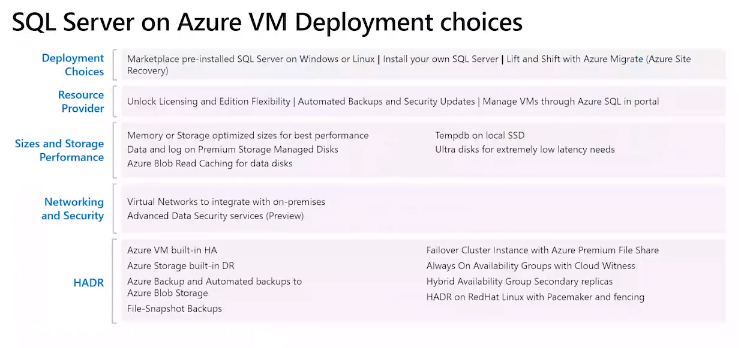 SQL Server on Azure VM Deployment choices
Deployment
Choices
Marketplace pre-installed SQL Server on Windows or Linux | Install your own SQL Server | Lift and Shift with Azure Migrate (Azure Site
Recovery)
Resource
Provider
Unlock Licensing and Edition Flexibility | Automated Backups and Security Updates | Manage VMs through Azure SQL in portal
Sizes and Storage
Performance
Memory or Storage optimized sizes for best performance
Data and log on Premium Storage Managed Disks
Azure Blob Read Caching for data disks
Tempdb on local SSD
Ultra disks for extremely low latency needs
Networking
and Security
Virtual Networks to integrate with on-premises
Advanced Data Security services (Preview)
HADR
Azure VM built-in HA
Azure Storage built-in DR
Azure Backup and Automated backups to
Azure Blob Storage
File-Snapshot Backups
Failover Cluster Instance with Azure Premium File Share
Always On Availability Groups with Cloud Witness
Hybrid Availability Group Secondary replicas
HADR on RedHat Linux with Pacemaker and fencing